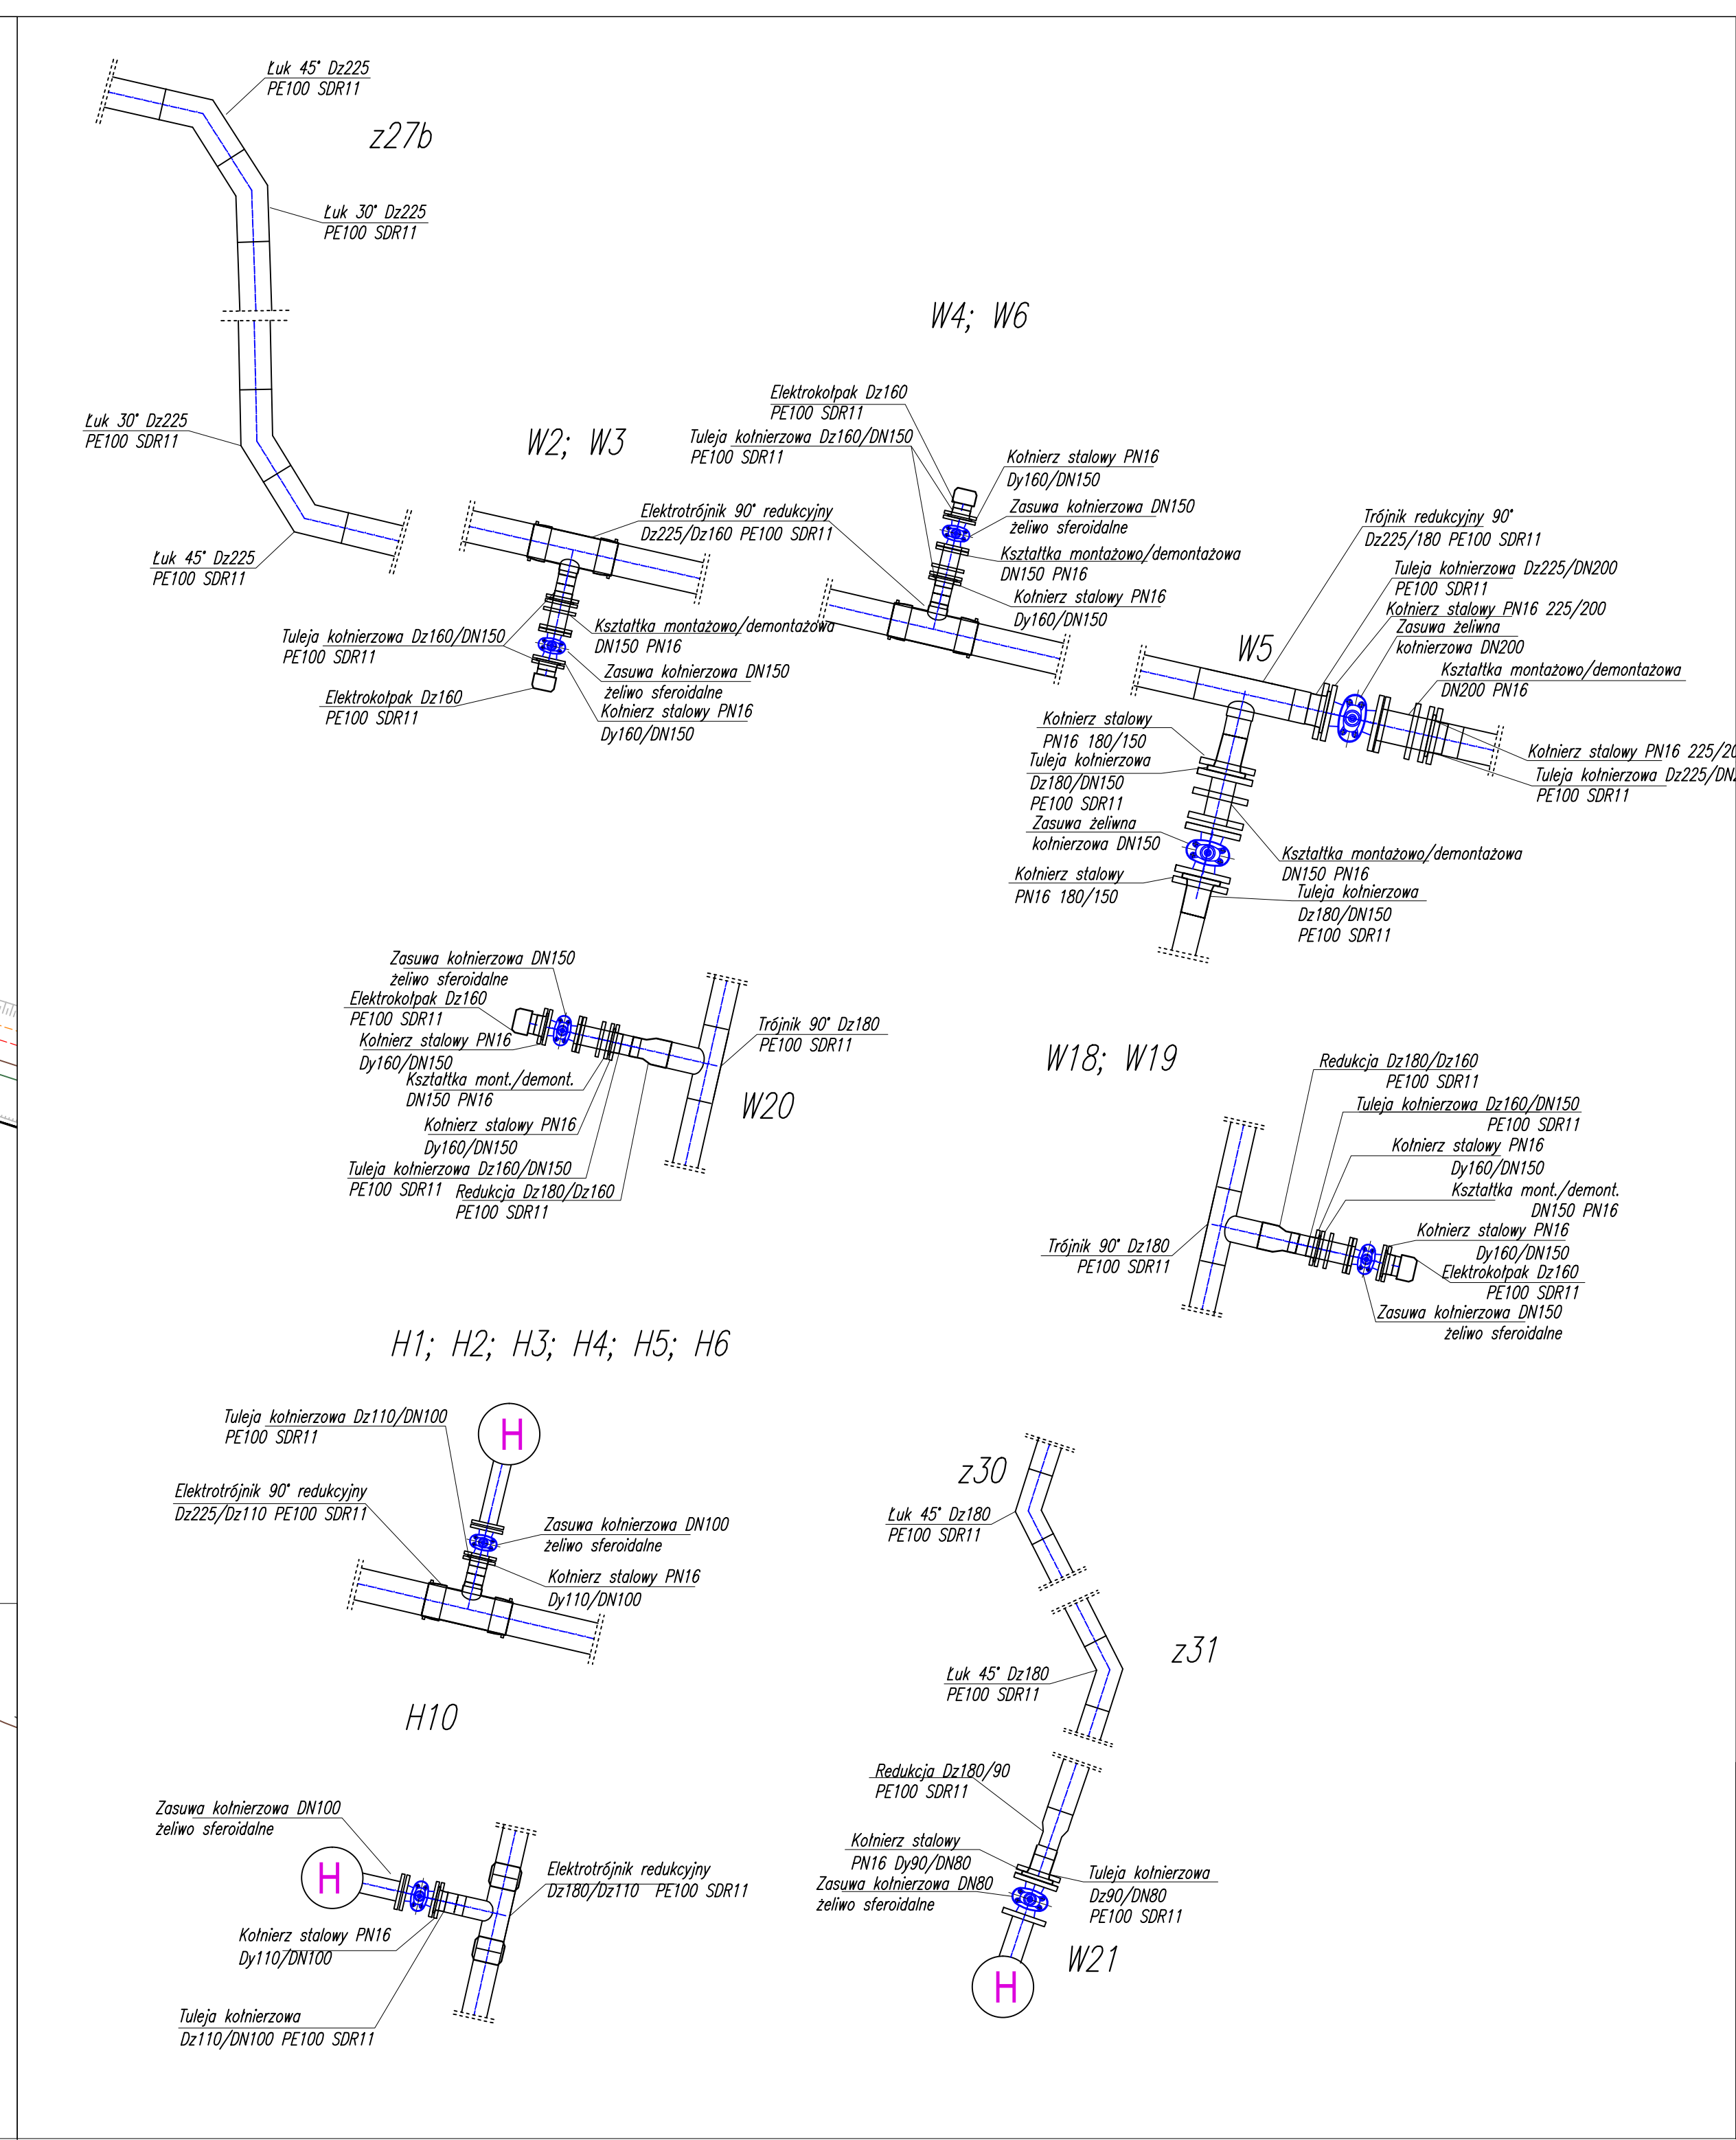 Łuk 45° Dz225
PE100 SDR11
z27b
Łuk 30° Dz225
PE100 SDR11
Łuk 30° Dz225
PE100 SDR11
Łuk 45° Dz225
PE100 SDR11
W2; W3
Elektrotrójnik 90° redukcyjny
Dz225/Dz160 PE100 SDR11
Tuleja kołnierzowa Dz160/DN150
PE100 SDR11
Kształtka montażowo/demontażowa
DN150 PN16
Zasuwa kołnierzowa DN150
żeliwo sferoidalne
Elektrokołpak Dz160
PE100 SDR11
Kołnierz stalowy PN16
Dy160/DN150
W4; W6
Elektrokołpak Dz160
PE100 SDR11
Tuleja kołnierzowa Dz160/DN150
PE100 SDR11
Kołnierz stalowy PN16
Dy160/DN150
Zasuwa kołnierzowa DN150
żeliwo sferoidalne
Kształtka montażowo/demontażowa
DN150 PN16
Kołnierz stalowy PN16
Dy160/DN150
W5
Trójnik redukcyjny 90°
Dz225/180 PE100 SDR11
Tuleja kołnierzowa Dz225/DN200
PE100 SDR11
Kołnierz stalowy PN16 225/200
Zasuwa żeliwna
kołnierzowa DN200
Kształtka montażowo/demontażowa
DN200 PN16
Kołnierz stalowy PN16 225/20
Tuleja kołnierzowa Dz225/DN
PE100 SDR11
Kołnierz stalowy
PN16 180/150
Tuleja kołnierzowa
Dz180/DN150
PE100 SDR11
Zasuwa żeliwna
kołnierzowa DN150
Kołnierz stalowy
PN16 180/150
Kształtka montażowo/demontażowa
DN150 PN16
Tuleja kołnierzowa
Dz180/DN150
PE100 SDR11
Zasuwa kołnierzowa DN150
żeliwo sferoidalne
Elektrokołpak Dz160
PE100 SDR11
Kołnierz stalowy PN16
Dy160/DN150
Kształtka mont./demont.
DN150 PN16
Kołnierz stalowy PN16
Dy160/DN150
Tuleja kołnierzowa Dz160/DN150
PE100 SDR11
Redukcja Dz180/Dz160
PE100 SDR11
Trójnik 90° Dz180
PE100 SDR11
W20
W18; W19
Redukcja Dz180/Dz160
PE100 SDR11
Tuleja kołnierzowa Dz160/DN150
PE100 SDR11
Kołnierz stalowy PN16
Dy160/DN150
Kształtka mont./demont.
DN150 PN16
Kołnierz stalowy PN16
Dy160/DN150
Elektrokołpak Dz160
PE100 SDR11
Zasuwa kołnierzowa DN150
żeliwo sferoidalne
Trójnik 90° Dz180
PE100 SDR11
H1; H2; H3; H4; H5; H6
Tuleja kołnierzowa Dz110/DN100
PE100 SDR11
H
Elektrotrójnik 90° redukcyjny
Dz225/Dz110 PE100 SDR11
Zasuwa kołnierzowa DN100
żeliwo sferoidalne
Kołnierz stalowy PN16
Dy110/DN100
z30
Łuk 45° Dz180
PE100 SDR11
z31
Łuk 45° Dz180
PE100 SDR11
H10
Zasuwa kołnierzowa DN100
żeliwo sferoidalne
H
Elektrotrójnik redukcyjny
Dz180/Dz110 PE100 SDR11
Kołnierz stalowy PN16
Dy110/DN100
Tuleja kołnierzowa
Dz110/DN100 PE100 SDR11
Redukcja Dz180/90
PE100 SDR11
Kołnierz stalowy
PN16 Dy90/DN80
Zasuwa kołnierzowa DN80
żeliwo sferoidalne
Tuleja kołnierzowa
Dz90/DN80
PE100 SDR11
W21
H